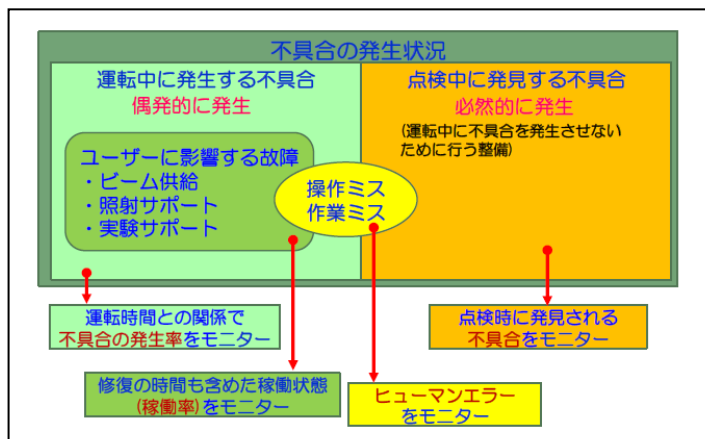 不具合の発生状況
運転中に発生する不具合
偶発的に発生
ユーザーに影響する故障
・ビーム供給
・照射サポート
・実験サポート
操作ミス
作業ミス
点検中に発見する不具合
必然的に発生
(運転中に不具合を発生させない
ために行う整備)
運転時間との関係で
不具合の発生率をモニター
修復の時間も含めた稼働状態
(稼働率)をモニター
ヒューマンエラー
をモニター
点検時に発見される
不具合をモニター